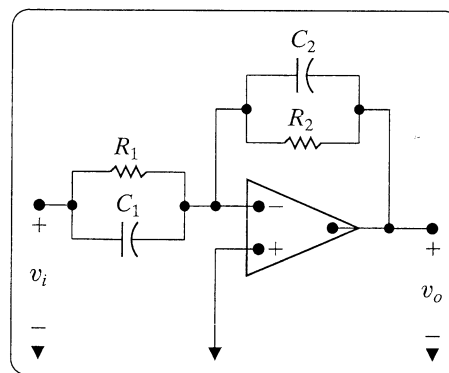 C₂
R₂
R₁
C₁
−
+
+
vᵢ
−
+
vₒ
−